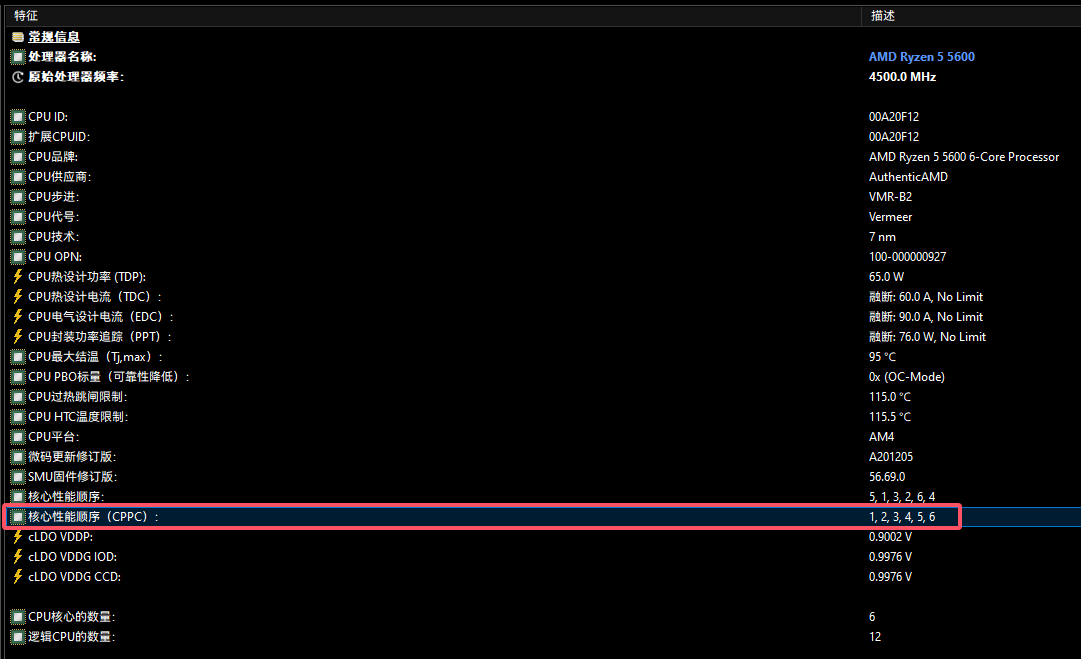 特征 描述
常规信息
处理器名称: AMD Ryzen 5 5600
原始处理器频率: 4500.0 MHz
CPU ID: 00A20F12
扩展CPUID: 00A20F12
CPU品牌: AMD Ryzen 5 5600 6-Core Processor
CPU供应商: AuthenticAMD
CPU步进: VMR-B2
CPU代号: Vermeer
CPU技术: 7 nm
CPU OPN: 100-000000927
CPU热设计功率 (TDP): 65.0 W
CPU热设计电流（TDC）: 融断: 60.0 A, No Limit
CPU电气设计电流（EDC）: 融断: 90.0 A, No Limit
CPU封装功率追踪（PPT）: 融断: 76.0 W, No Limit
CPU最大结温（Tj,max）: 95 °C
CPU PBO标量（可靠性降低）: 0x (OC-Mode)
CPU过热跳闸限制: 115.0 °C
CPU HTC温度限制: 115.5 °C
CPU平台: AM4
微码更新修订版: A201205
SMU固件修订版: 56.69.0
核心性能顺序: 5, 1, 3, 2, 6, 4
核心性能顺序（CPPC）: 1, 2, 3, 4, 5, 6
cLDO VDDP: 0.9002 V
cLDO VDDG IOD: 0.9976 V
cLDO VDDG CCD: 0.9976 V
CPU核心的数量: 6
逻辑CPU的数量: 12